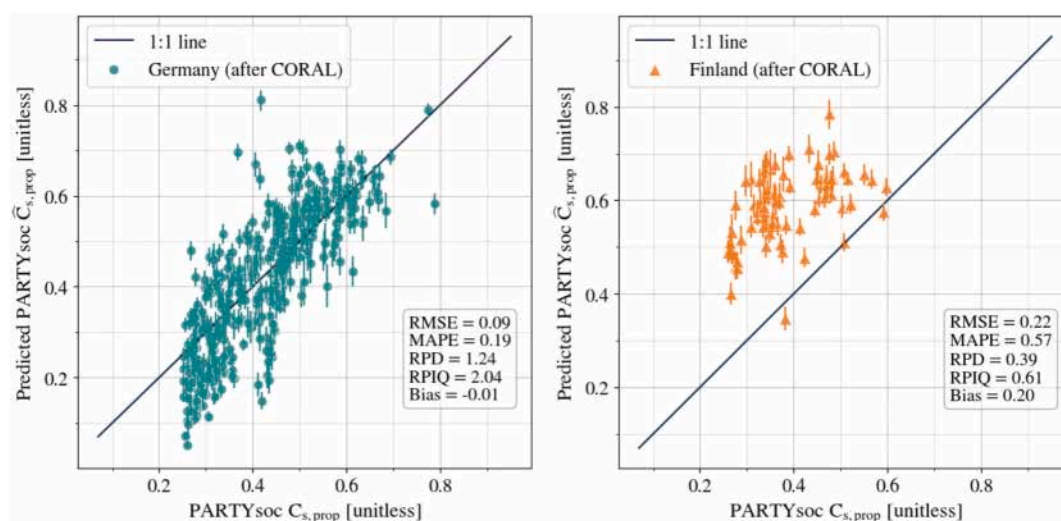 1:1 line
Germany (after CORAL)
Predicted PARTYsoc Ĉs,prop [unitless]
0.8
0.6
0.4
0.2
RMSE = 0.09
MAPE = 0.19
RPD = 1.24
RPIQ = 2.04
Bias = -0.01
0.2 0.4 0.6 0.8
PARTYsoc Cs,prop [unitless]
1:1 line
Finland (after CORAL)
Predicted PARTYsoc Ĉs,prop [unitless]
0.8
0.6
0.4
0.2
RMSE = 0.22
MAPE = 0.57
RPD = 0.39
RPIQ = 0.61
Bias = 0.20
0.2 0.4 0.6 0.8
PARTYsoc Cs,prop [unitless]